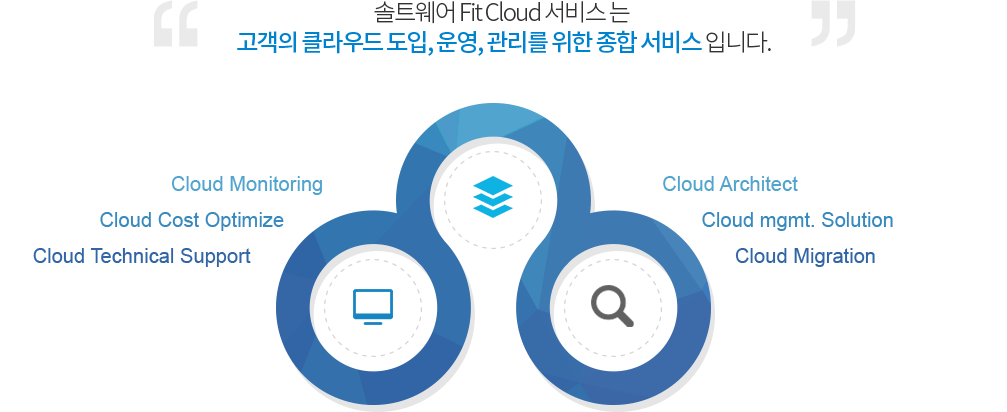 솔트웨어 Fit Cloud 서비스 는
고객의 클라우드 도입, 운영, 관리를 위한 종합 서비스 입니다.
Cloud Monitoring
Cloud Cost Optimize
Cloud Technical Support
Cloud Architect
Cloud mgmt. Solution
Cloud Migration